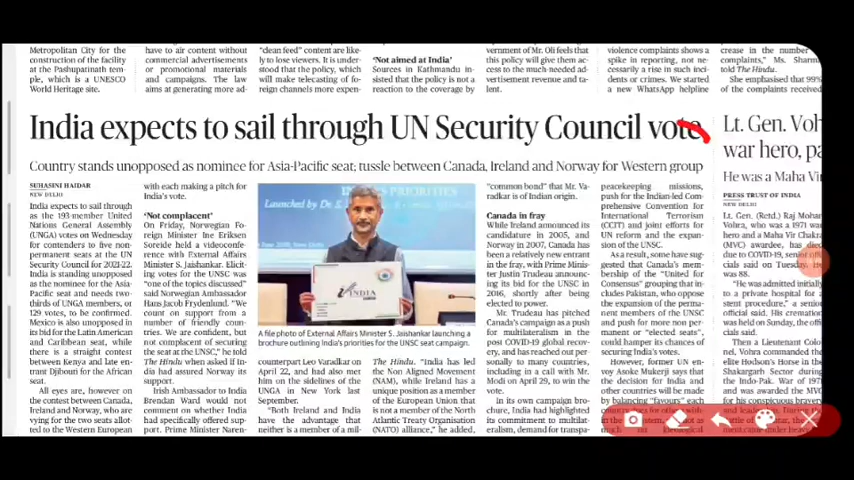 Metropolitan City for the
construction of the facility
at the Pashupatinath tem-
ple, which is a UNESCO
World Heritage site.
have to air content without
commercial advertisements
or promotional materials
and campaigns. The law
aims at generating more ad-
"clean feed" content are like-
ly to lose viewers. It is under-
stood that the policy, which
will make telecasting of fo-
reign channels more expen-
'Not aimed at India'
Sources in Kathmandu in-
sisted that the policy is not a
reaction to the coverage by
ernment of Mr. Oli feels that
this policy will give them ac-
cess to the much-needed ad-
vertisement revenue and ta-
lent.
violence complaints shows a
spike in reporting, not ne-
cessarily a rise in such inci-
dents or crimes. We started
a new WhatsApp helpline
crease in the number
complaints," Ms. Sharm
told The Hindu.
She emphasised that 99%
of the complaints received
India expects to sail through UN Security Council vote
Country stands unopposed as nominee for Asia-Pacific seat; tussle between Canada, Ireland and Norway for Western group
SUHASINI HAIDAR
NEW DELHI
India expects to sail through
as the 193-member United
Nations General Assembly
(UNGA) votes on Wednesday
for contenders to five non-
permanent seats at the UN
Security Council for 2021-22.
India is standing unopposed
as the nominee for the Asia-
Pacific seat and needs two-
thirds of UNGA members, or
129 votes, to be confirmed.
Mexico is also unopposed in
its bid for the Latin American
and Caribbean seat, while
there is a straight contest
between Kenya and late en-
trant Djibouti for the African
seat.
All eyes are, however on
the contest between Canada,
Ireland and Norway, who are
vying for the two seats allot-
ted to the Western European
with each making a pitch for
India's vote.
'Not complacent'
On Friday, Norwegian Fo-
reign Minister Ine Eriksen
Soreide held a videoconfe-
rence with External Affairs
Minister S. Jaishankar. Elicit-
ing votes for the UNSC was
"one of the topics discussed"
said Norwegian Ambassador
Hans Jacob Frydenlund. "We
count on support from a
number of friendly coun-
tries. We are confident, but
not complacent of securing
the seat at the UNSC," he told
The Hindu when asked if In-
dia had assured Norway its
support.
Irish Ambassador to India
Brendan Ward would not
comment on whether India
had specifically offered sup-
port. Prime Minister Naren-
INDIA
A file photo of External Affairs Minister S. Jaishankar launching a
brochure outlining India's priorities for the UNSC seat campaign.
counterpart Leo Varadkar on
April 22, and had also met
him on the sidelines of the
UNGA in New York last
September.
"Both Ireland and India
have the advantage that
neither is a member of a mil-
The Hindu. "India has led
the Non Aligned Movement
(NAM), while Ireland has a
unique position as a member
of the European Union that
is not a member of the North
Atlantic Treaty Organisation
(NATO) alliance," he added,
"common bond" that Mr. Va-
radkar is of Indian origin.
Canada in fray
While Ireland announced its
candidature in 2005, and
Norway in 2007, Canada has
been a relatively new entrant
in the fray, with Prime Minis-
ter Justin Trudeau announc-
ing its bid for the UNSC in
2016, shortly after being
elected to power.
Mr. Trudeau has pitched
Canada's campaign as a push
for multilateralism in the
post COVID-19 global recov-
ery, and has reached out per-
sonally to many countries,
including in a call with Mr.
Modi on April 29, to win the
vote.
In its own campaign bro-
chure, India had highlighted
its commitment to multilat-
eralism, demand for transpa-
peacekeeping missions,
push for the Indian-led Com-
prehensive Convention for
International Terrorism
(CCIT) and joint efforts for
UN reform and the expan-
sion of the UNSC.
As a result, some have sug-
gested that Canada's mem-
bership of the "United for
Consensus" grouping that in-
cludes Pakistan, who oppose
the expansion of the perma-
nent members of the UNSC
and push for more non per-
manent or "elected seats",
could hamper its chances of
securing India's vote.
However, former UN en-
voy Asoke Mukerji says that
the decision for India and
other countries will be made
by balancing "favours" each
Lt. Gen. Voh
war hero, pa
He was a Maha Vi
PRESS TRUST OF INDIA
NEW DELHI
Lt. Gen. (Retd.) Raj Mohan
Vohra, who was a 1971 war
hero and a Maha Vir Chakra
(MVC) awardee, has died
due to COVID-19, senior offi
cials said on Tuesday. He
was 88.
"He was admitted initially
to a private hospital for a
stent procedure," a senior
official said. His cremation
was held on Sunday, the offi
cials said.
Then a Lieutenant Colo-
nel, Vohra commanded the
elite Hodson's Horse in the
Shakargarh Sector during
the Indo-Pak. War of 1971
and was awarded the MVC
for his conspicuous bravery